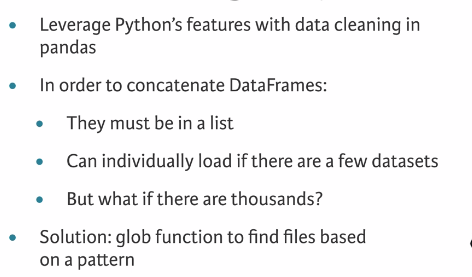 • Leverage Python's features with data cleaning in
pandas
• In order to concatenate DataFrames:
• They must be in a list
• Can individually load if there are a few datasets
• But what if there are thousands?
• Solution: glob function to find files based
on a pattern